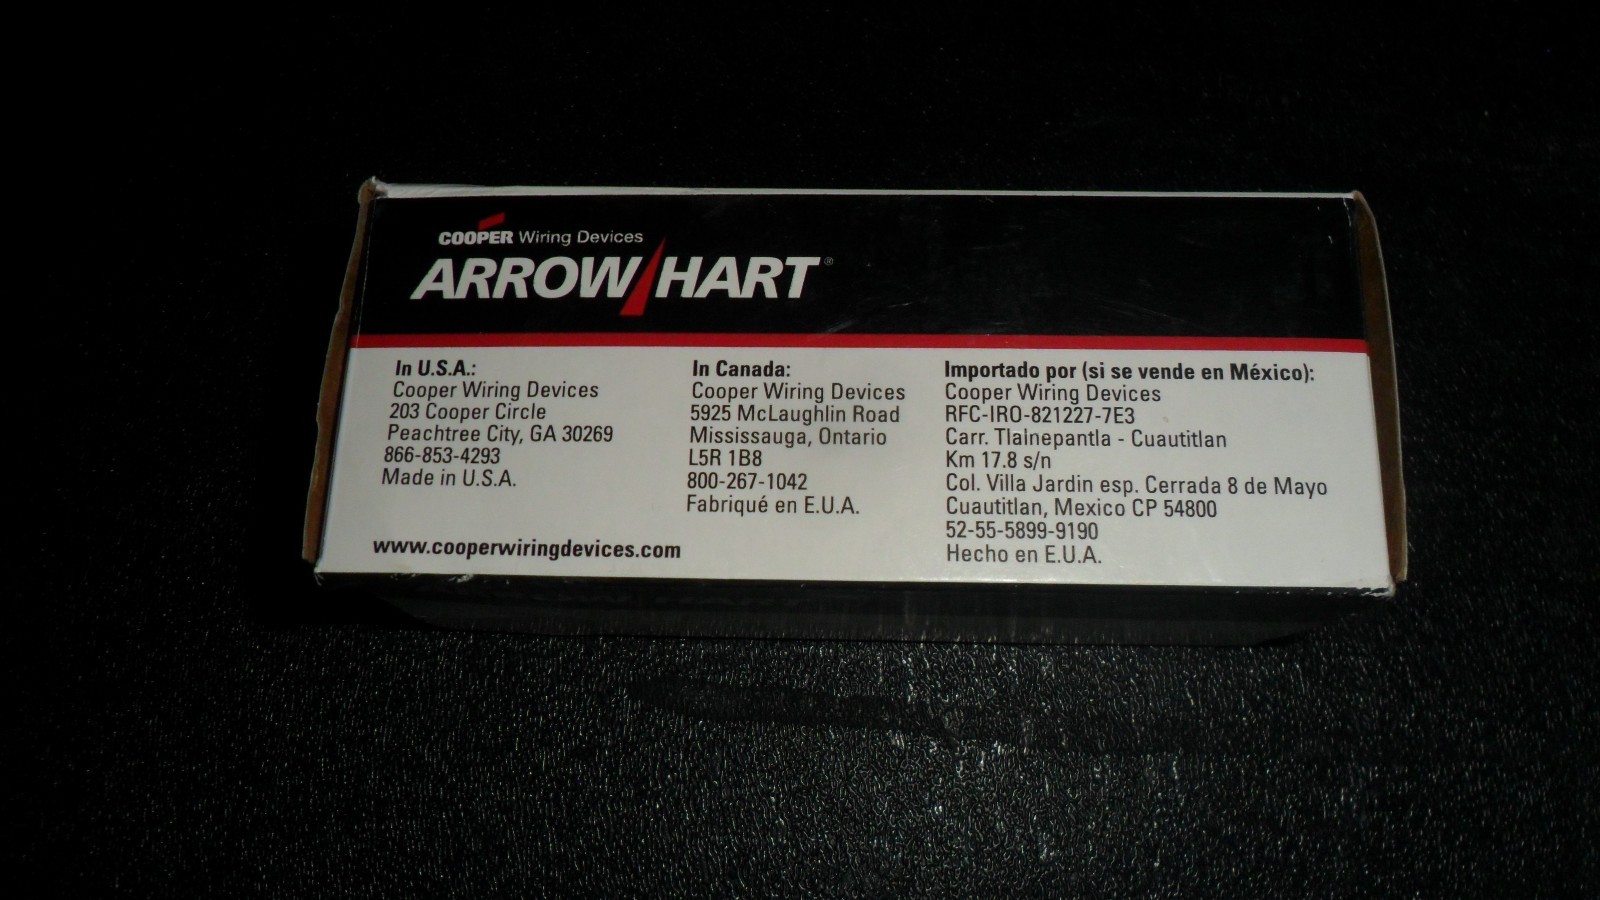 COOPER Wiring Devices
ARROW HART®
In U.S.A.:
Cooper Wiring Devices
203 Cooper Circle
Peachtree City, GA 30269
866-853-4293
Made in U.S.A.
www.cooperwiringdevices.com
In Canada:
Cooper Wiring Devices
5925 McLaughlin Road
Mississauga, Ontario
L5R 1B8
800-267-1042
Fabriqué en E.U.A.
Importado por (si se vende en México):
Cooper Wiring Devices
RFC-IRO-821227-7E3
Carr. Tlalnepantla - Cuautitlan
Km 17.8 s/n
Col. Villa Jardin esp. Cerrada 8 de Mayo
Cuautitlan, Mexico CP 54800
52-55-5899-9190
Hecho en E.U.A.